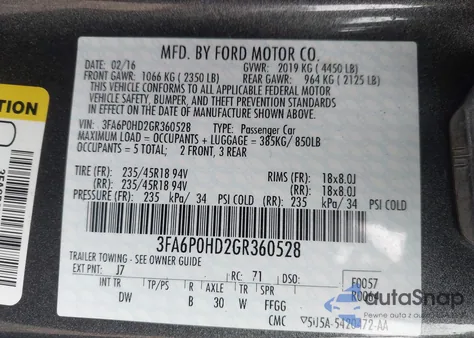 MFD. BY FORD MOTOR CO.
DATE: 02/16 GVWR: 2019 KG ( 4450 LB)
FRONT GAWR: 1066 KG ( 2350 LB) REAR GAWR: 964 KG ( 2125 LB)
THIS VEHICLE CONFORMS TO ALL APPLICABLE FEDERAL MOTOR
VEHICLE SAFETY, BUMPER, AND THEFT PREVENTION STANDARDS
IN EFFECT ON THE DATE OF MANUFACTURE SHOWN ABOVE.
VIN: 3FA6P0HD2GR360528 TYPE: Passenger Car
MAXIMUM LOAD = OCCUPANTS + LUGGAGE = 385KG/ 850LB
OCCUPANTS = 5 TOTAL; 2 FRONT, 3 REAR
TIRE (FR): 235/45R18 94V RIMS (FR): 18x8.0J
(RR): 235/45R18 94V (RR): 18x8.0J
PRESSURE (FR): 235 kPa/ 34 PSI COLD (RR): 235 kPa/ 34 PSI COLD
3FA6P0HD2GR360528
TRAILER TOWING - SEE OWNER GUIDE
EXT PNT: J7 RC: 71 DSO: F0057
INT TR TP/PS R AXLE TR SPR R0064
DW B 30 W FFGG
CMC
UTION
autoSnap